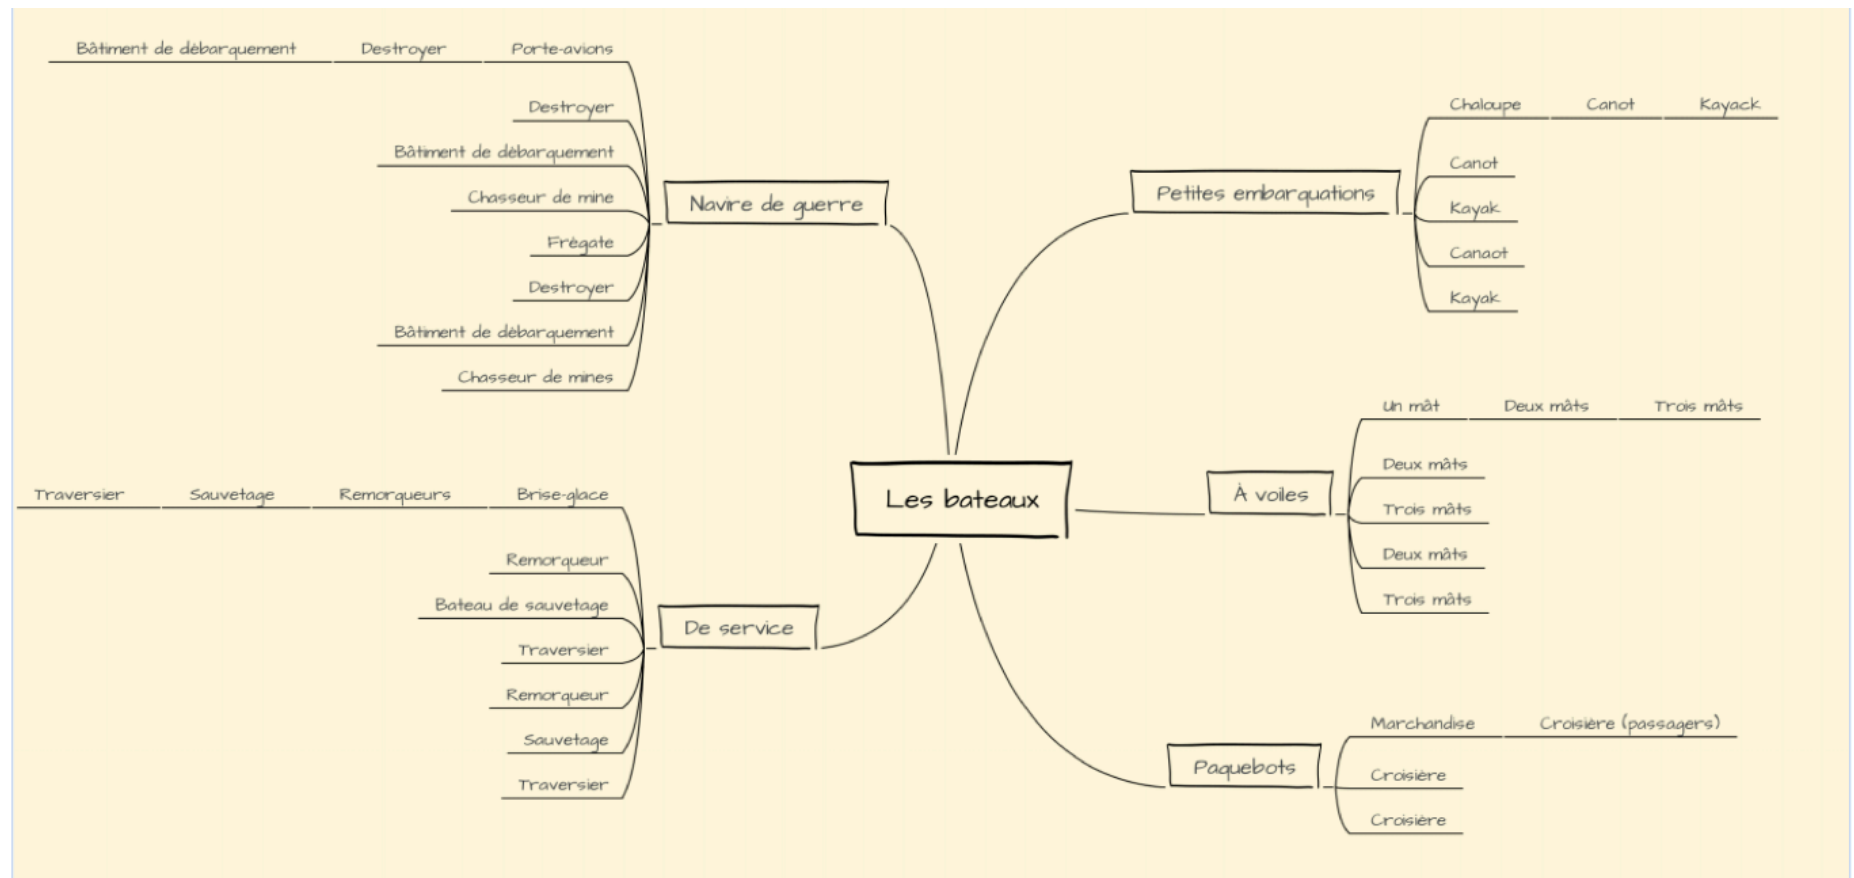 Bâtiment de débarquement Destroyer Porte-avions
Destroyer
Bâtiment de débarquement
Chasseur de mine
Frégate
Destroyer
Bâtiment de débarquement
Chasseur de mines
Navire de guerre
Traversier Sauvetage Remorqueurs Brise-glace
Remorqueur
Bateau de sauvetage
Traversier
Remorqueur
Sauvetage
Traversier
De service
Les bateaux
Petites embarquations
Chaloupe Canot Kayack
Canot
Kayak
Canaot
Kayak
À voiles
Un mât Deux mâts Trois mâts
Deux mâts
Trois mâts
Deux mâts
Trois mâts
Paquebots
Marchandise Croisière (passagers)
Croisière
Croisière